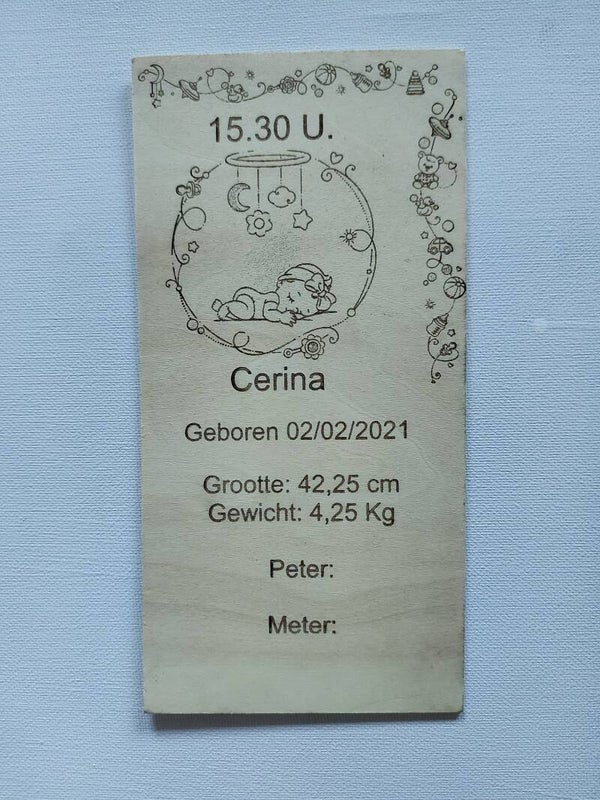 15.30 U.
Cerina
Geboren 02/02/2021
Grootte: 42,25 cm
Gewicht: 4,25 Kg
Peter:
Meter: